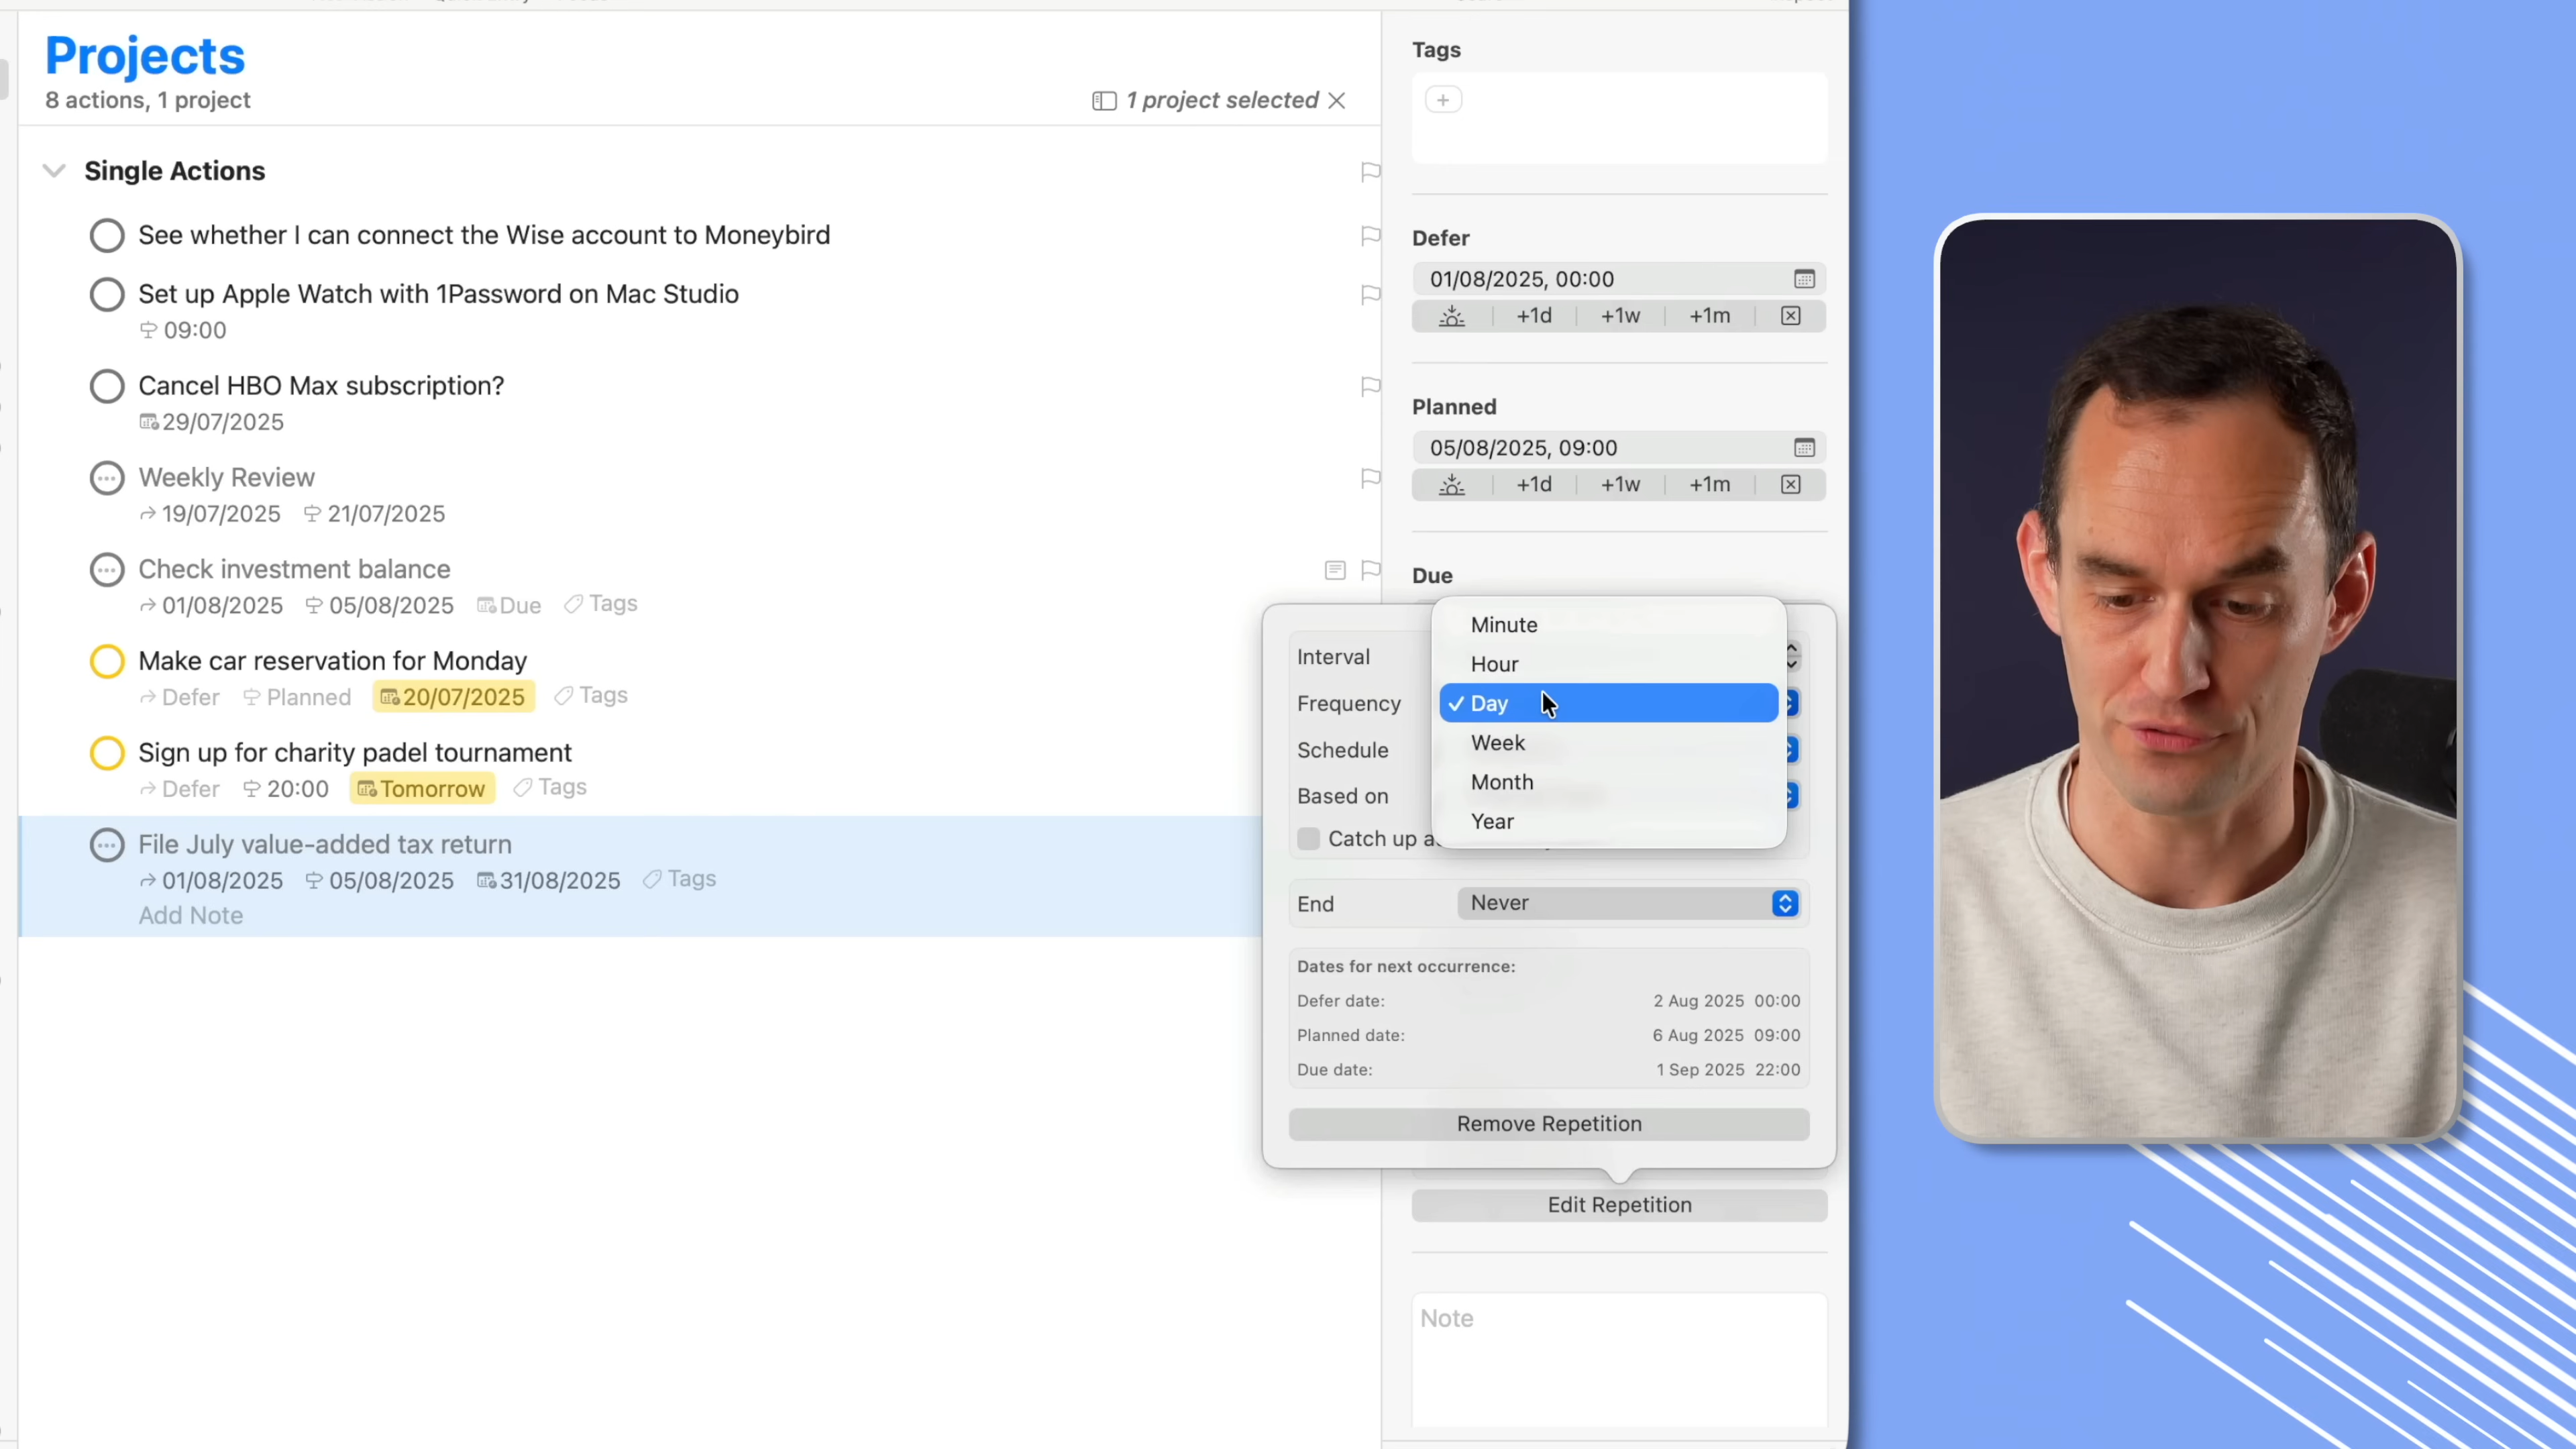 Projects
8 actions, 1 project
1 project selected
Single Actions
See whether I can connect the Wise account to Moneybird
Set up Apple Watch with 1Password on Mac Studio
09:00
Cancel HBO Max subscription?
29/07/2025
Weekly Review
19/07/2025 21/07/2025
Check investment balance
01/08/2025 05/08/2025 Due Tags
Make car reservation for Monday
Defer Planned 20/07/2025 Tags
Sign up for charity padel tournament
Defer 20:00 Tomorrow Tags
File July value-added tax return
01/08/2025 05/08/2025 31/08/2025 Tags
Add Note
Tags
Defer
01/08/2025, 00:00
+1d +1w +1m
Planned
05/08/2025, 09:00
+1d +1w +1m
Due
Interval
Frequency
Schedule
Based on
Catch up
Minute
Hour
Day
Week
Month
Year
End Never
Dates for next occurrence:
Defer date: 2 Aug 2025 00:00
Planned date: 6 Aug 2025 09:00
Due date: 1 Sep 2025 22:00
Remove Repetition
Edit Repetition
Note